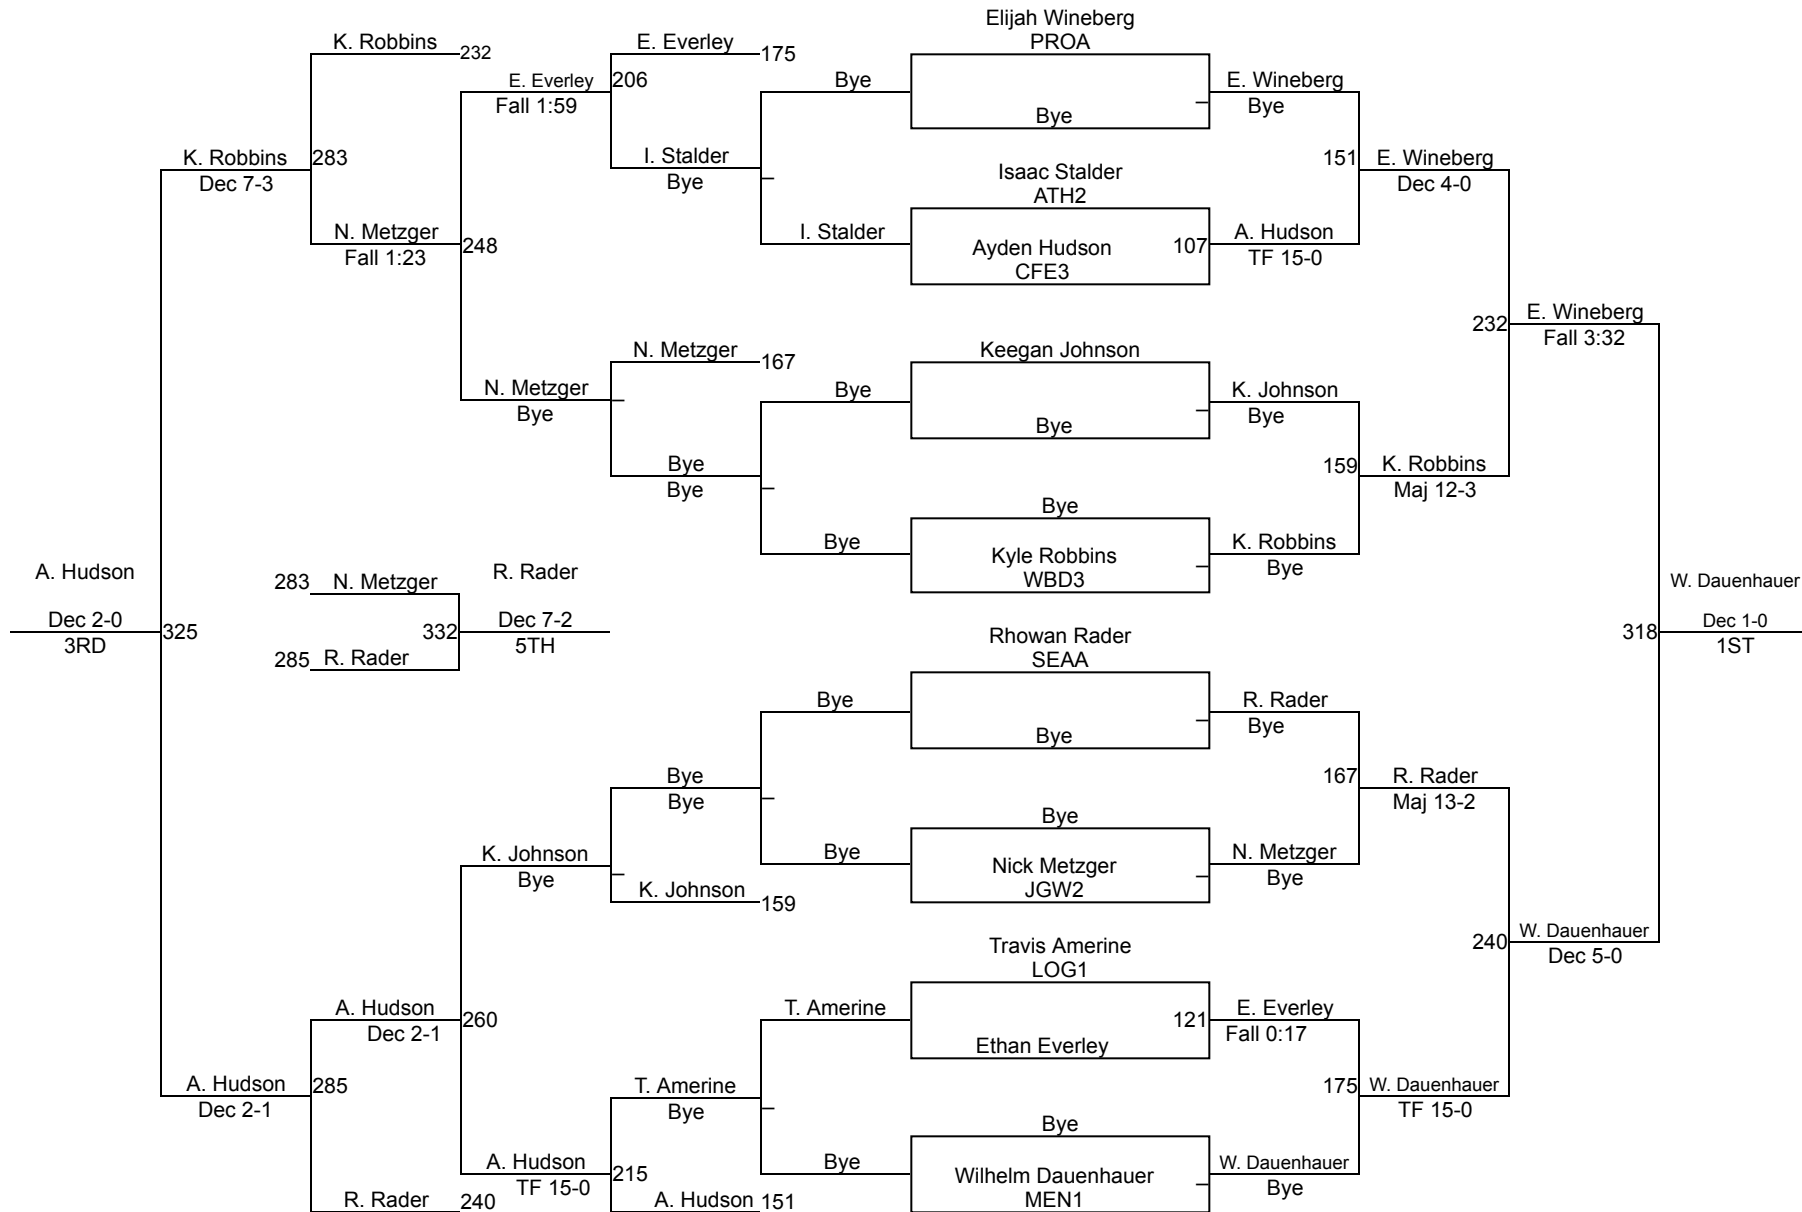 Elijah Wineberg
PROA
K. Robbins
232
E. Everley
175
E. Everley
206
Fall 1:59
Bye
E. Wineberg
Bye
Bye
K. Robbins
283
Dec 7-3
I. Stalder
Bye
Isaac Stalder
ATH2
151
E. Wineberg
Dec 4-0
N. Metzger
248
Fall 1:23
I. Stalder
Ayden Hudson
CFE3
107
A. Hudson
TF 15-0
232
E. Wineberg
Fall 3:32
N. Metzger
167
Keegan Johnson
N. Metzger
Bye
Bye
Bye
K. Johnson
Bye
Bye
Bye
159
K. Robbins
Maj 12-3
Bye
Bye
Kyle Robbins
WBD3
K. Robbins
Bye
A. Hudson
Dec 2-0
3RD
325
283
N. Metzger
R. Rader
332
Dec 7-2
5TH
285
R. Rader
W. Dauenhauer
318
Dec 1-0
1ST
Rhowan Rader
SEAA
Bye
Bye
R. Rader
Bye
Bye
Bye
167
R. Rader
Maj 13-2
K. Johnson
Bye
K. Johnson
159
Bye
Bye
Nick Metzger
JGW2
N. Metzger
Bye
240
W. Dauenhauer
Dec 5-0
Travis Amerine
LOG1
A. Hudson
260
Dec 2-1
T. Amerine
Ethan Everley
121
E. Everley
Fall 0:17
A. Hudson
285
Dec 2-1
T. Amerine
Bye
175
W. Dauenhauer
TF 15-0
Bye
A. Hudson
215
TF 15-0
Bye
Wilhelm Dauenhauer
MEN1
W. Dauenhauer
Bye
R. Rader
240
A. Hudson
151